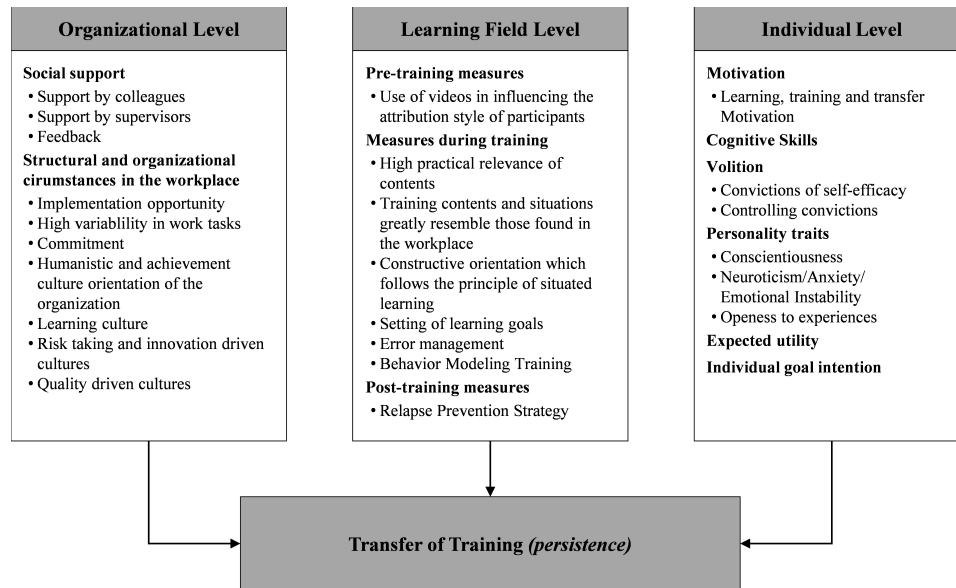 Organizational Level
Social support
• Support by colleagues
• Support by supervisors
• Feedback
Structural and organizational
cirumstances in the workplace
• Implementation opportunity
• High variablility in work tasks
• Commitment
• Humanistic and achievement
culture orientation of the
organization
• Learning culture
• Risk taking and innovation driven
cultures
• Quality driven cultures
Learning Field Level
Pre-training measures
• Use of videos in influencing the
attribution style of participants
Measures during training
• High practical relevance of
contents
• Training contents and situations
greatly resemble those found in
the workplace
• Constructive orientation which
follows the principle of situated
learning
• Setting of learning goals
• Error management
• Behavior Modeling Training
Post-training measures
• Relapse Prevention Strategy
Individual Level
Motivation
• Learning, training and transfer
Motivation
Cognitive Skills
Volition
• Convictions of self-efficacy
• Controlling convictions
Personality traits
• Conscientiousness
• Neuroticism/Anxiety/
Emotional Instability
• Openess to experiences
Expected utility
Individual goal intention
Transfer of Training (persistence)